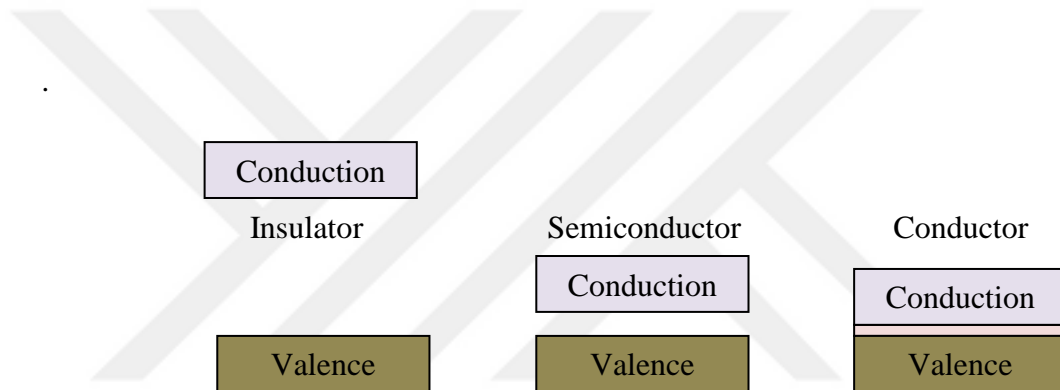 .
Conduction
Insulator Semiconductor Conductor
Conduction Conduction
Valence Valence Valence